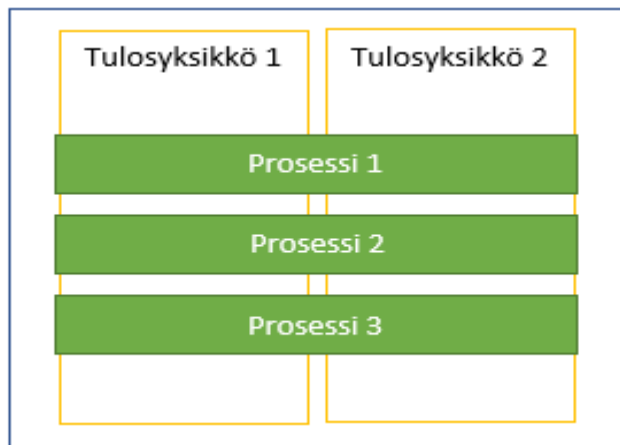 Tulosyksikkö 1
Tulosyksikkö 2
Prosessi 1
Prosessi 2
Prosessi 3